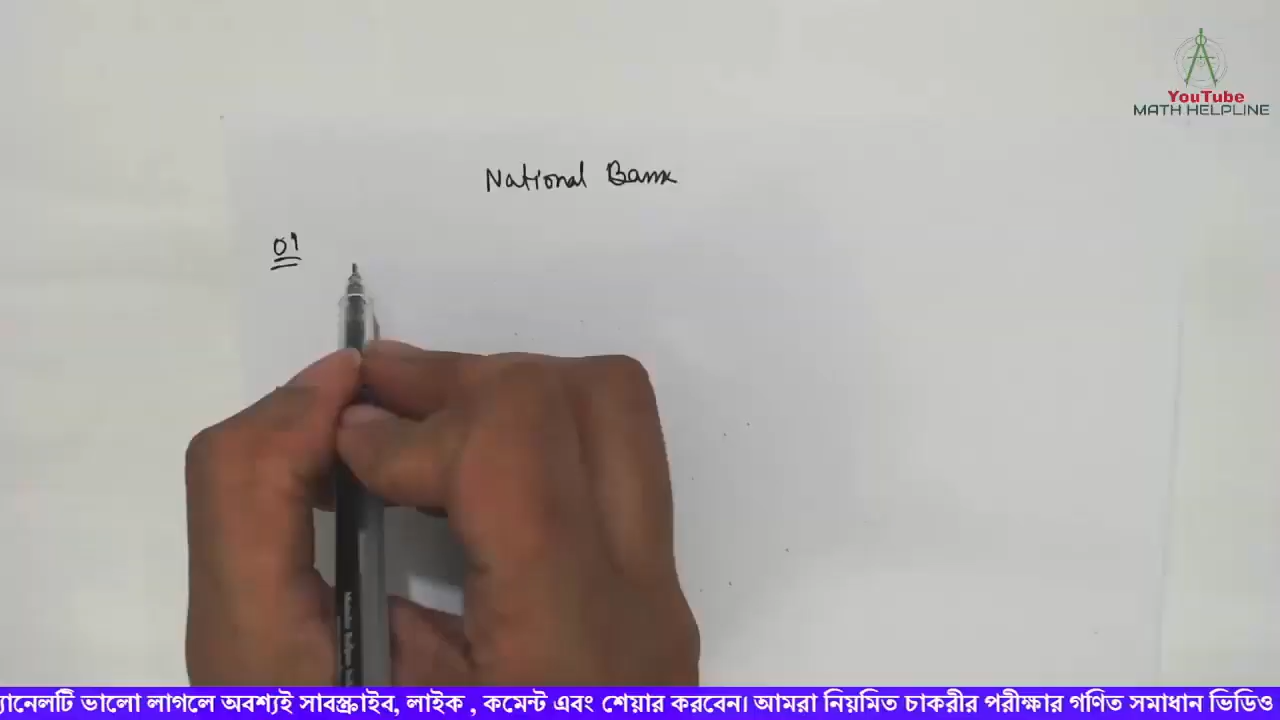 YouTube
MATH HELPLINE
National Bank
01
্যানেলটি ভালো লাগলে অবশ্যই সাবস্ক্রাইব, লাইক , কমেন্ট এবং শেয়ার করবেন। আমরা নিয়মিত চাকরীর পরীক্ষার গণিত সমাধান ভিডিও